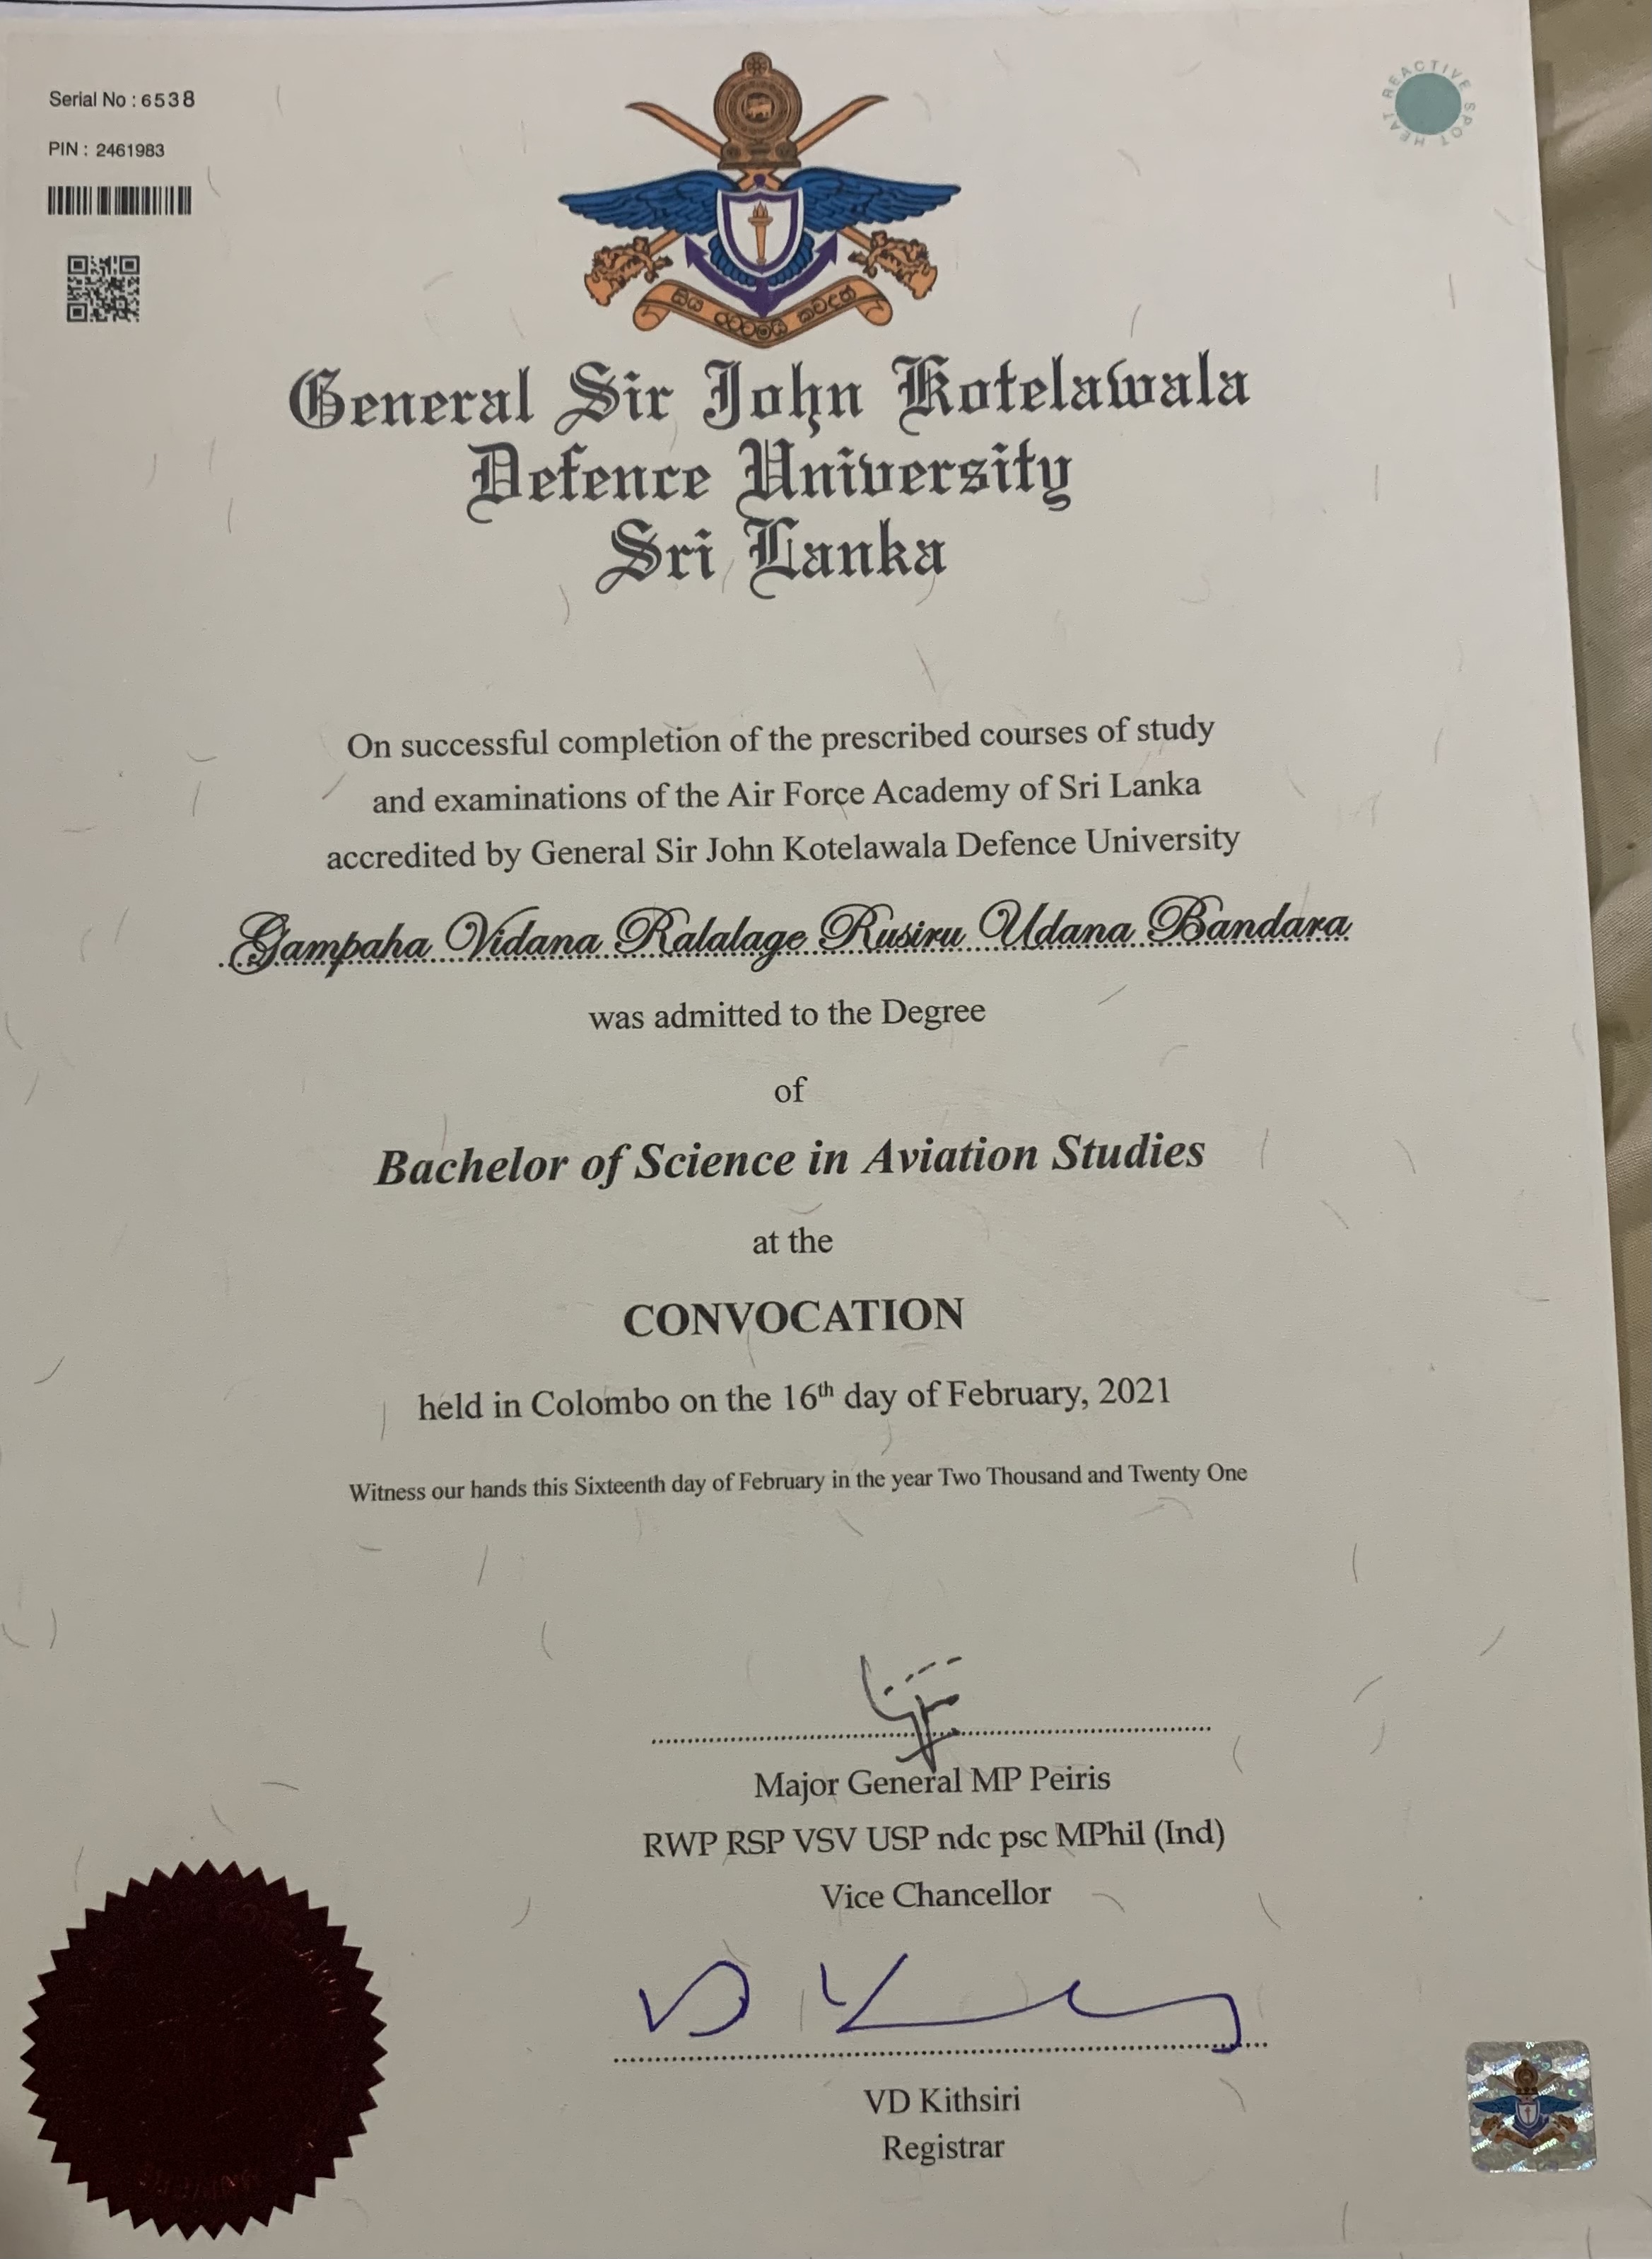 Serial No : 6538
PIN : 2461983
HEAT REACTIVE SPOT
General Sir John Kotelawala
Defence University
Sri Lanka
On successful completion of the prescribed courses of study
and examinations of the Air Force Academy of Sri Lanka
accredited by General Sir John Kotelawala Defence University
Gampaha Vidana Ralalage Rusiru Udana Bandara
was admitted to the Degree
of
Bachelor of Science in Aviation Studies
at the
CONVOCATION
held in Colombo on the 16th day of February, 2021
Witness our hands this Sixteenth day of February in the year Two Thousand and Twenty One
Major General MP Peiris
RWP RSP VSV USP ndc psc MPhil (Ind)
Vice Chancellor
VD Kithsiri
Registrar